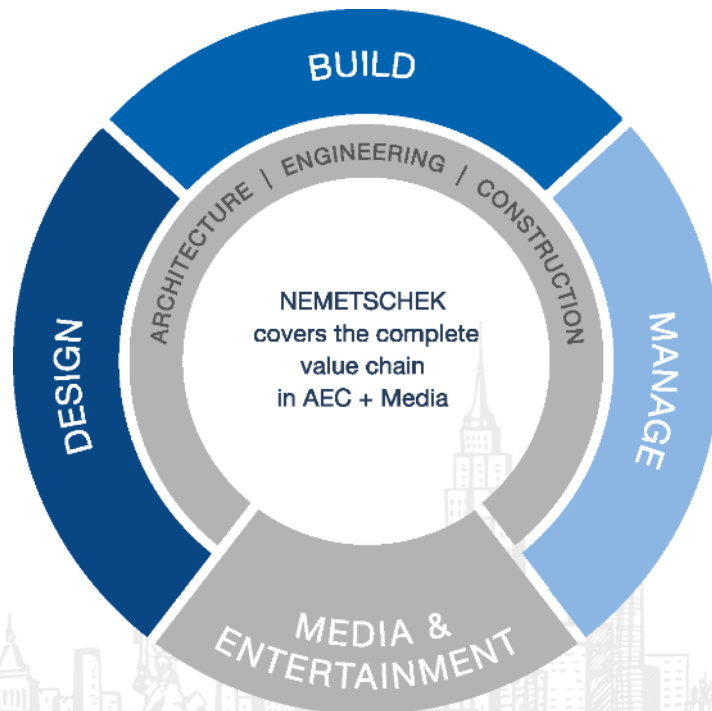 BUILD
ARCHITECTURE | ENGINEERING | CONSTRUCTION
DESIGN
NEMETSCHEK
covers the complete
value chain
in AEC + Media
MANAGE
MEDIA &
ENTERTAINMENT